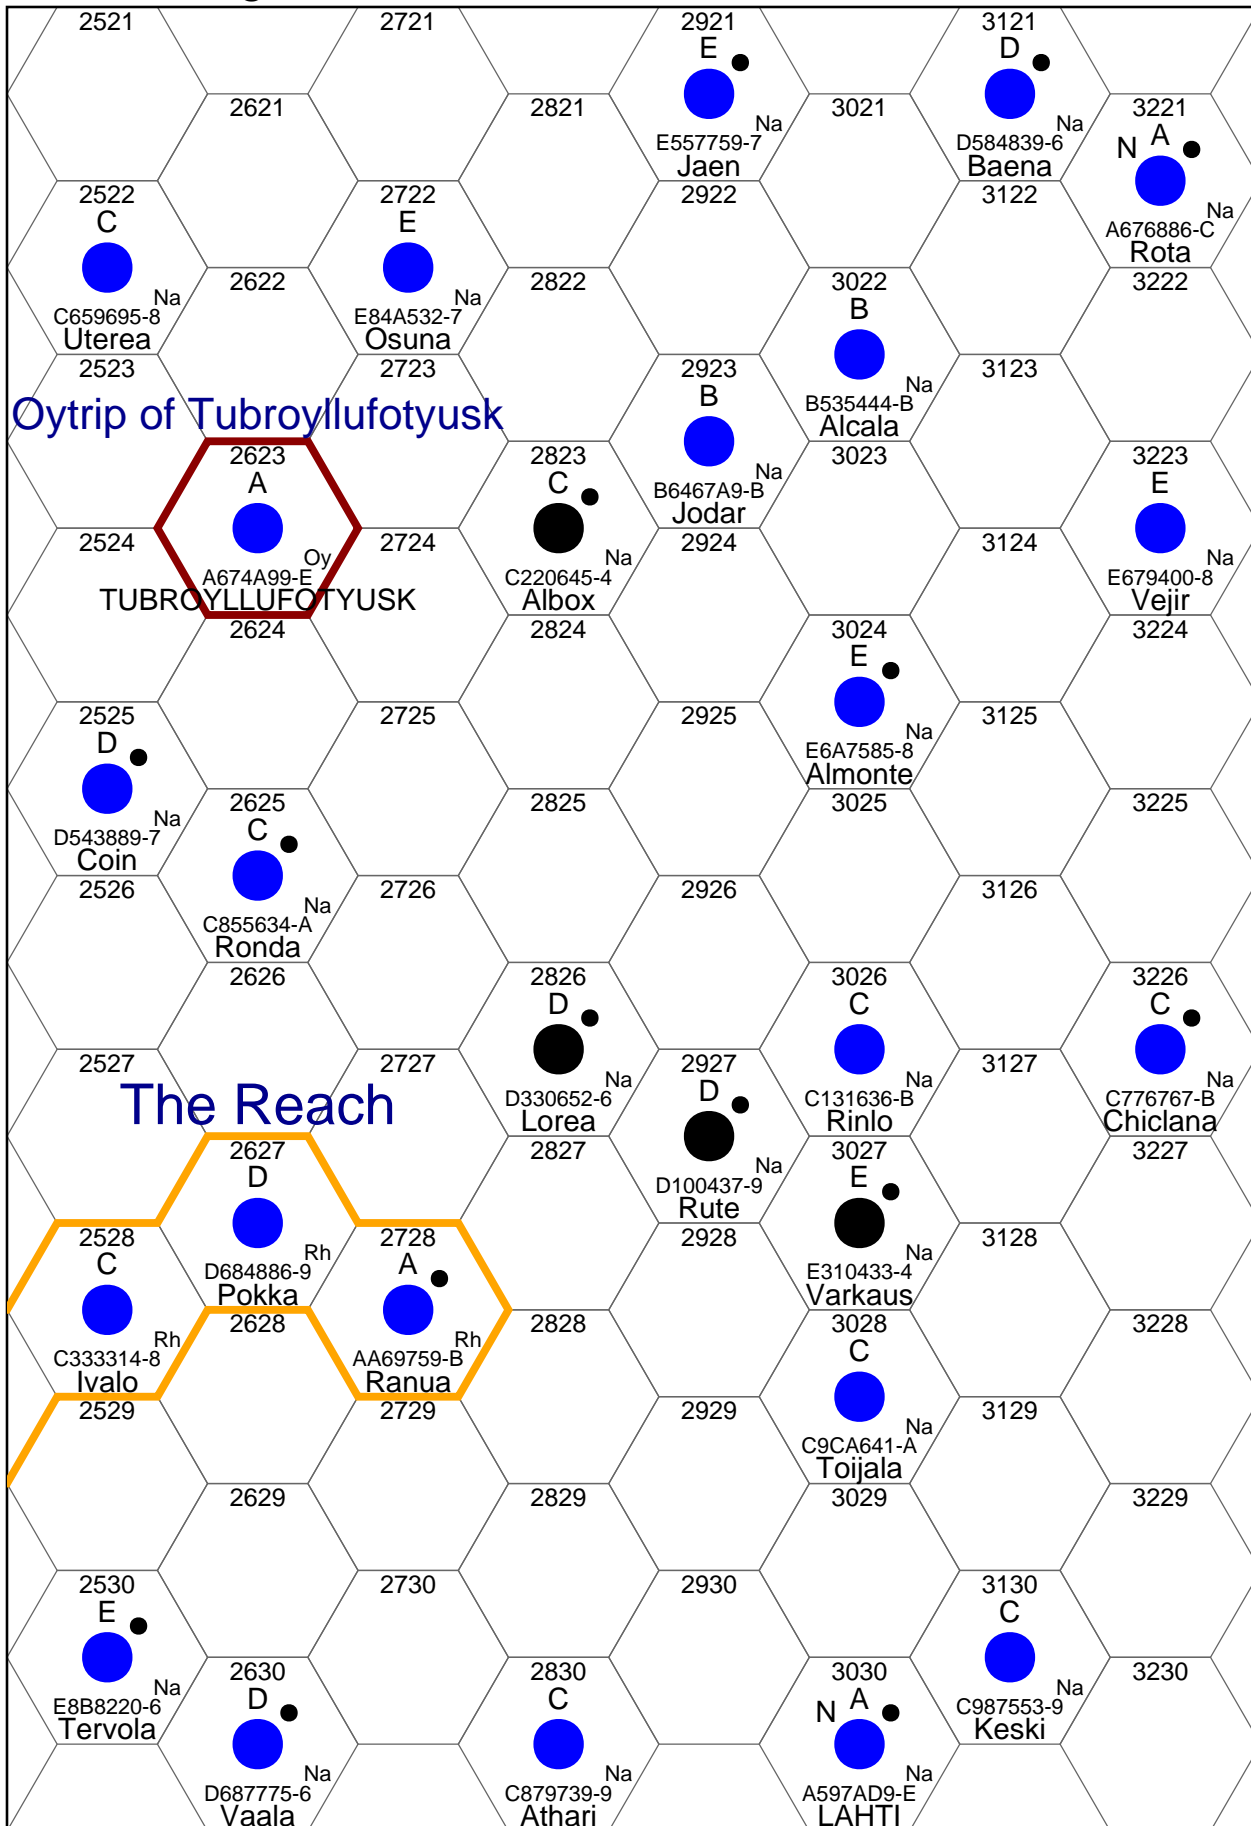 2521 2721 2921 3121
E D
2621 2821 3021 3221
E557759-7 Na D584839-6 Na N A
Jaen Baena
2522 2722 2922 3122
C E A676886-C Na
Rota
2622 2822 3022 3222
C659695-8 Na E84A532-7 Na B
Uterea Osuna
2523 2723 2923 3123
B B535444-B Na
Oytrip of Tubroyllufotyusk Alcala
2623 2823 3023 3223
A C B6467A9-B Na E
Jodar
2524 2724 2924 3124
A674A99-E Oy C220645-4 Na E679400-8 Na
TUBROYLLUFOTYUSK Albox Vejir
2624 2824 3024 3224
E
2525 2725 2925 3125
D E6A7585-8 Na
Almonte
2625 2825 3025 3225
D543889-7 Na C
Coin
2526 2726 2926 3126
C855634-A Na
Ronda
2626 2826 3026 3226
D C C
2527 2727 2927 3127
The Reach D330652-6 Na D C131636-B Na C776767-B Na
Lorea Rinlo Chiclana
2627 2827 3027 3227
D D100437-9 Na E
Rute
2528 2728 2928 3128
C D684886-9 Rh A E310433-4 Na
Pokka Varkaus
2628 2828 3028 3228
C333314-8 Rh AA69759-B Rh C
Ivalo Ranua
2529 2729 2929 3129
C9CA641-A Na
Toijala
2629 2829 3029 3229
2530 2730 2930 3130
E C
2630 2830 3030 3230
E8B8220-6 Na D C N A C987553-9 Na
Tervola Keski
D687775-6 Na C879739-9 Na A597AD9-E Na
Vaala Athari LAHTI